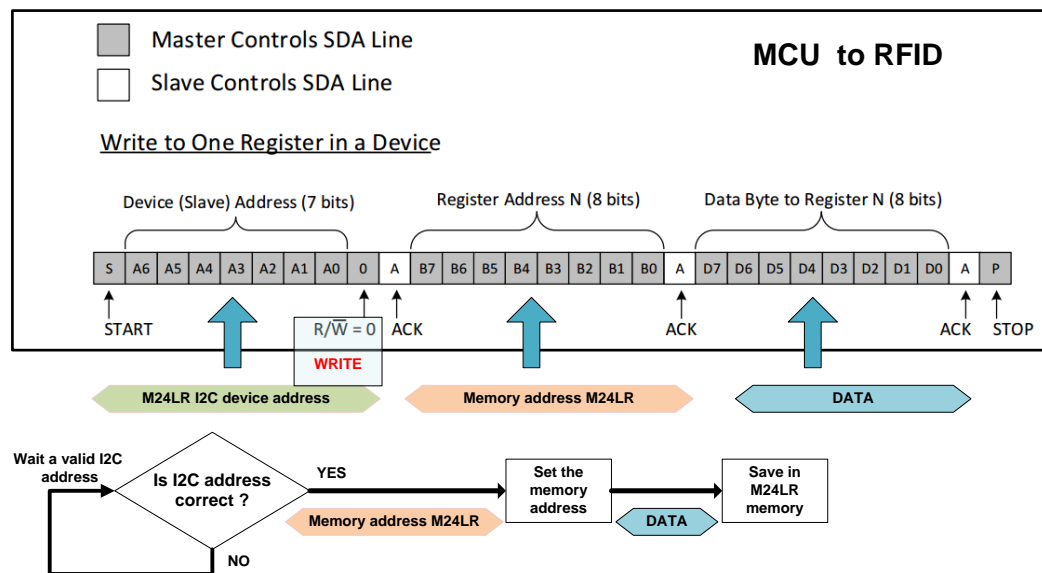 Master Controls SDA Line
MCU to RFID
Slave Controls SDA Line
Write to One Register in a Device
Device (Slave) Address (7 bits)
Register Address N (8 bits)
Data Byte to Register N (8 bits)
S A6 A5 A4 A3 A2 A1 A0 0 A B7 B6 B5 B4 B3 B2 B1 B0 A D7 D6 D5 D4 D3 D2 D1 D0 A P
START
R/W̅ = 0
ACK
ACK
ACK
STOP
WRITE
M24LR I2C device address
Memory address M24LR
DATA
Wait a valid I2C
address
Is I2C address
correct ?
YES
NO
Memory address M24LR
Set the
memory
address
DATA
Save in
M24LR
memory